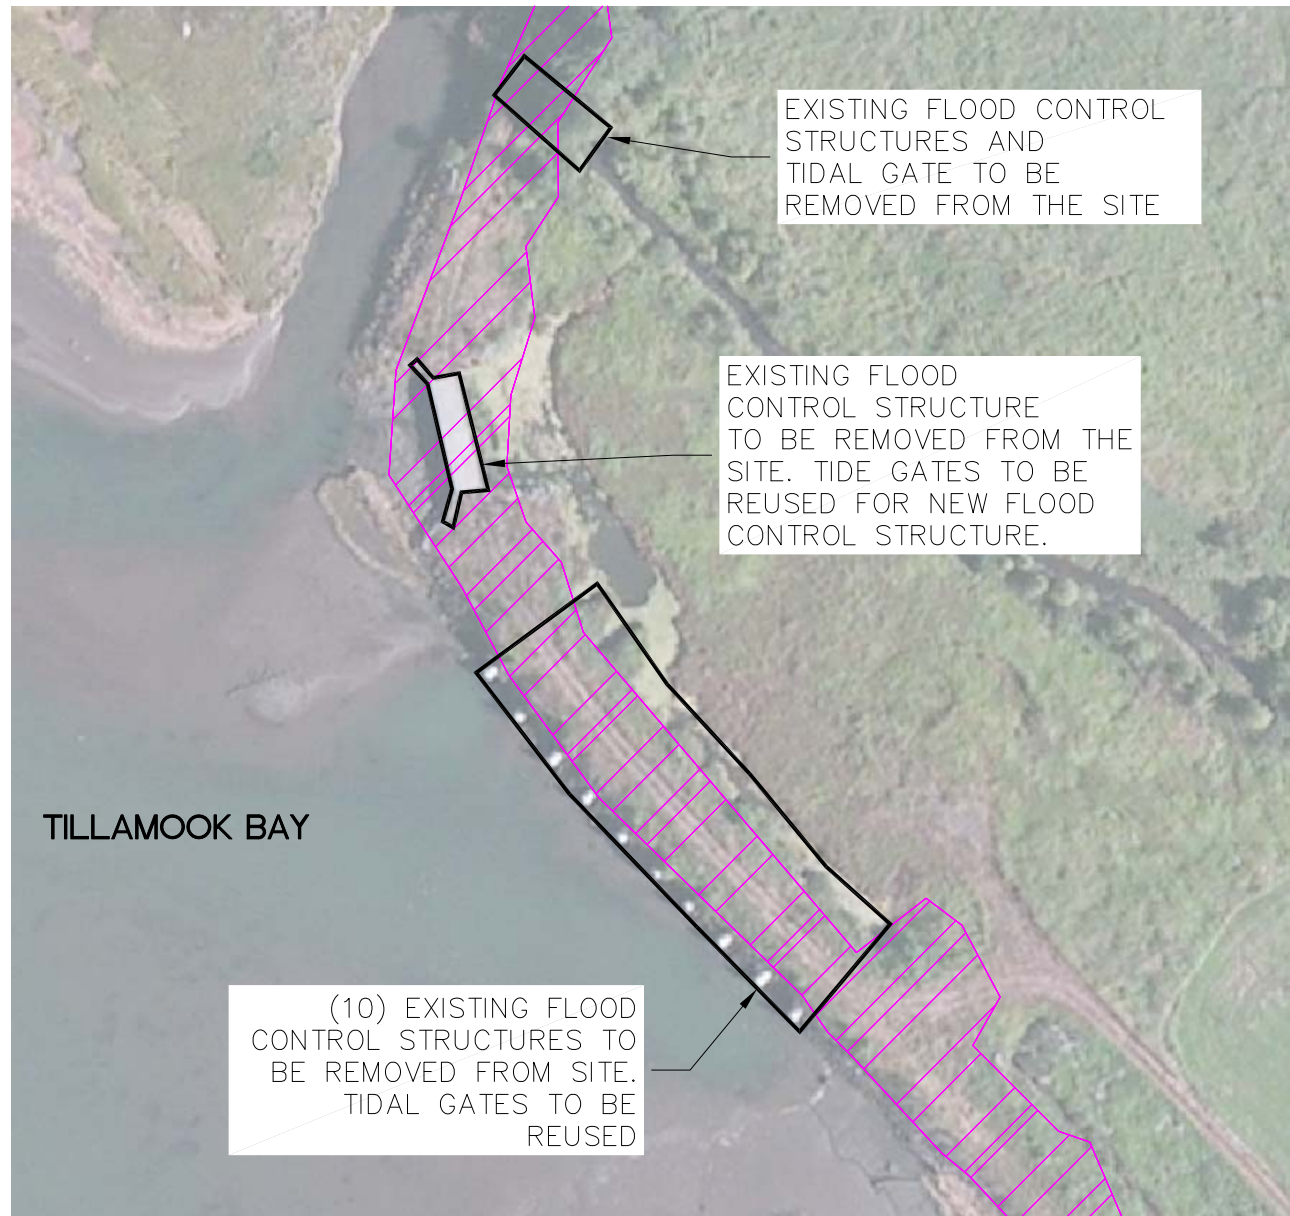 EXISTING FLOOD CONTROL
STRUCTURES AND
TIDAL GATE TO BE
REMOVED FROM THE SITE
EXISTING FLOOD
CONTROL STRUCTURE
TO BE REMOVED FROM THE
SITE. TIDE GATES TO BE
REUSED FOR NEW FLOOD
CONTROL STRUCTURE.
TILLAMOOK BAY
(10) EXISTING FLOOD
CONTROL STRUCTURES TO
BE REMOVED FROM SITE.
TIDAL GATES TO BE
REUSED